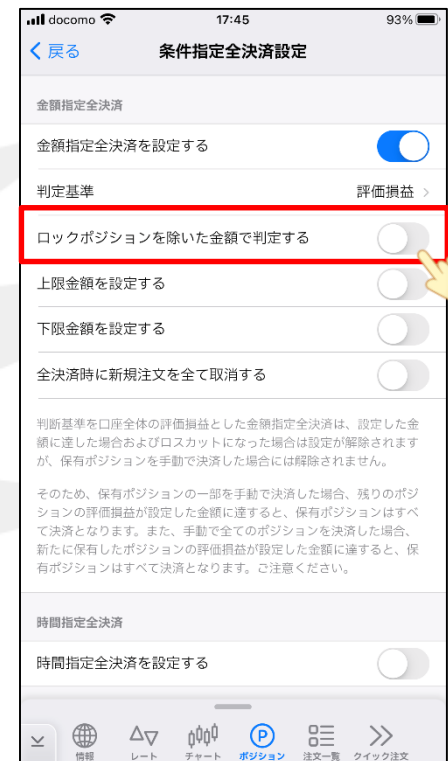 docomo 17:45 93%
戻る 条件指定全決済設定
金額指定全決済
金額指定全決済を設定する
判定基準 評価損益
ロックポジションを除いた金額で判定する
上限金額を設定する
下限金額を設定する
全決済時に新規注文を全て取消する
判断基準を口座全体の評価損益とした金額指定全決済は、設定した金
額に達した場合およびロスカットになった場合は設定が解除されます
が、保有ポジションを手動で決済した場合には解除されません。
そのため、保有ポジションの一部を手動で決済した場合、残りのポジ
ションの評価損益が設定した金額に達すると、保有ポジションはすべ
て決済となります。また、手動で全てのポジションを決済した場合、
新たに保有したポジションの評価損益が設定した金額に達すると、保
有ポジションはすべて決済となります。ご注意ください。
時間指定全決済
時間指定全決済を設定する
P
情報 レート チャート ポジション 注文一覧 クイック注文